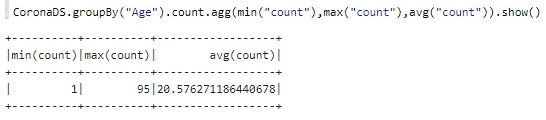 CoronaDS.groupBy("Age").count.agg(min("count"),max("count"),avg("count")).show()
+----------+----------+------------------+
|min(count)|max(count)|        avg(count)|
+----------+----------+------------------+
|         1|        95|20.576271186440678|
+----------+----------+------------------+